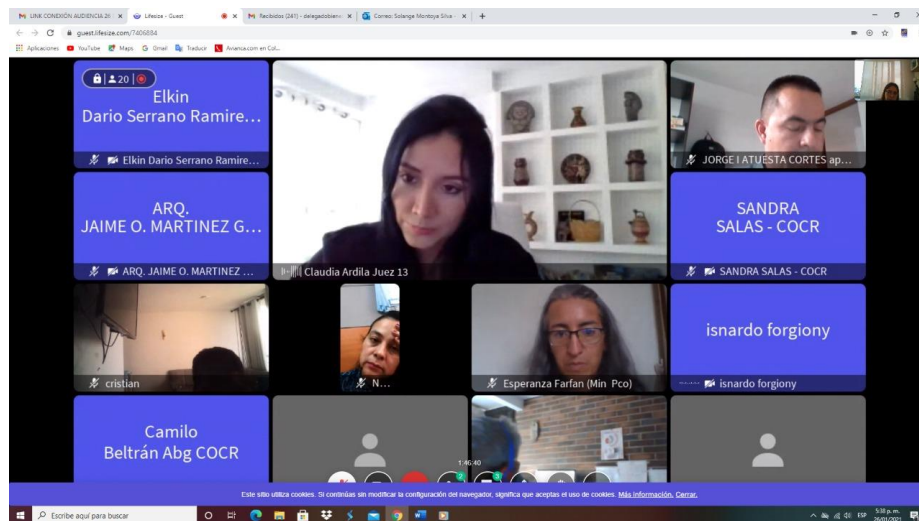 LINK CONEXIÓN AUDIENCIA 26
Lifesize - Guest
Recibidos (241) - delegadobienv
Correo: Solange Montoya Silva -
guest.lifesize.com/7406884
Aplicaciones YouTube Maps Gmail Traducir Avianca.com en Col...
20
Elkin
Dario Serrano Ramire...
Elkin Dario Serrano Ramire...
Claudia Ardila Juez 13
JORGE I ATUESTA CORTES ap...
ARQ.
JAIME O. MARTINEZ G...
ARQ. JAIME O. MARTINEZ ...
SANDRA
SALAS - COCR
SANDRA SALAS - COCR
cristian
N...
Esperanza Farfan (Min Pco)
isnardo forgiony
isnardo forgiony
Camilo
Beltrán Abg COCR
1:46:40
Este sitio utiliza cookies. Si continúas sin modificar la configuración del navegador, significa que aceptas el uso de cookies. Más información. Cerrar.
Escribe aquí para buscar
ESP
5:38 p. m.
26/01/2021